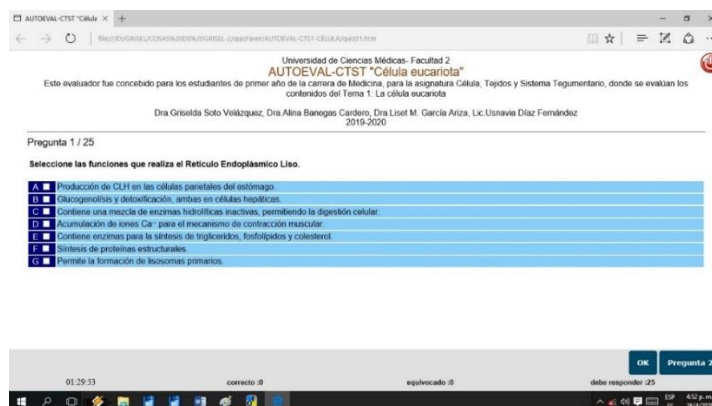 AUTOEVAL-CTST "Célula
Universidad de Ciencias Médicas- Facultad 2
AUTOEVAL-CTST "Célula eucariota"
Este evaluador fue concebido para los estudiantes de primer año de la carrera de Medicina, para la asignatura Célula, Tejidos y Sistema Tegumentario, donde se evalúan los
contenidos del Tema 1: La célula eucariota
Dra Griselda Soto Velázquez, Dra.Alina Banegas Cardero, Dra.Liset M. García Ariza, Lic.Usnavia Díaz Fernández
2019-2020
Pregunta 1 / 25
Seleccione las funciones que realiza el Retículo Endoplásmico Liso.
A Producción de CLH en las células parietales del estómago.
B Glucogenolísis y detoxificación, ambas en células hepáticas.
C Contiene una mezcla de enzimas hidrolíticas inactivas, permitiendo la digestión celular.
D Acumulación de iones Ca++ para el mecanismo de contracción muscular.
E Contiene enzimas para la síntesis de triglicéridos, fosfolípidos y colesterol.
F Síntesis de proteínas estructurales.
G Permite la formación de lisosomas primarios.
OK Pregunta 2
01:29:53 correcto :0 equivocado :0 debe responder :25
ESP 4:52 p. m.